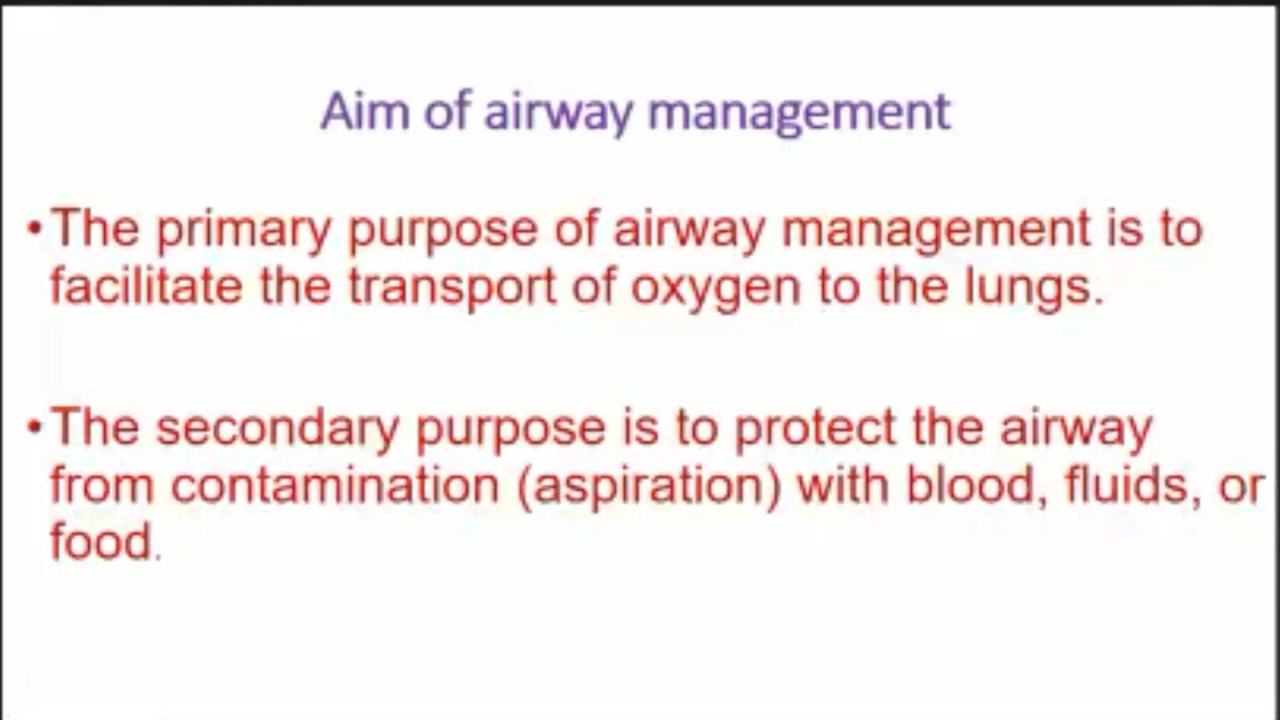 Aim of airway management
•The primary purpose of airway management is to
facilitate the transport of oxygen to the lungs.
•The secondary purpose is to protect the airway
from contamination (aspiration) with blood, fluids, or
food.